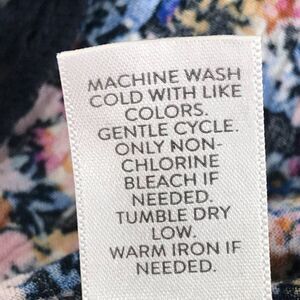 MACHINE WASH
COLD WITH LIKE
COLORS.
GENTLE CYCLE.
ONLY NON-
CHLORINE
BLEACH IF
NEEDED.
TUMBLE DRY
LOW.
WARM IRON IF
NEEDED.